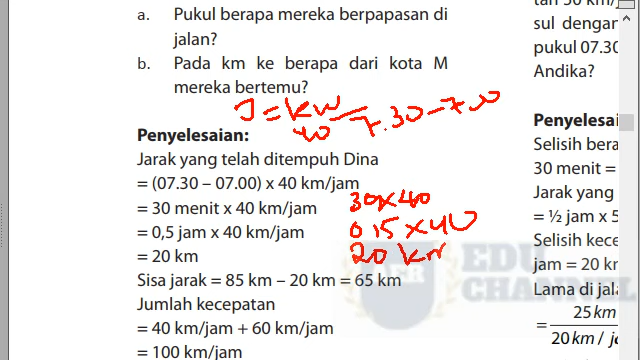 a. Pukul berapa mereka berpapasan di
jalan?
b. Pada km ke berapa dari kota M
mereka bertemu?
J = KW
40 7.30 - 7.00
Penyelesaian:
Jarak yang telah ditempuh Dina
= (07.30 – 07.00) x 40 km/jam
= 30 menit x 40 km/jam
30 x 40
= 0,5 jam x 40 km/jam
0,5 x 40
= 20 km
20 km
Sisa jarak = 85 km – 20 km = 65 km
Jumlah kecepatan
= 40 km/jam + 60 km/jam
= 100 km/jam
sul dengan
pukul 07.30
Andika?
Penyelesa
Selisih bera
30 menit =
Jarak yang
= ½ jam x 5
Selisih kece
jam = 20 k
Lama di jala
= 25 km
20 km / ja
EDU
CHANNEL